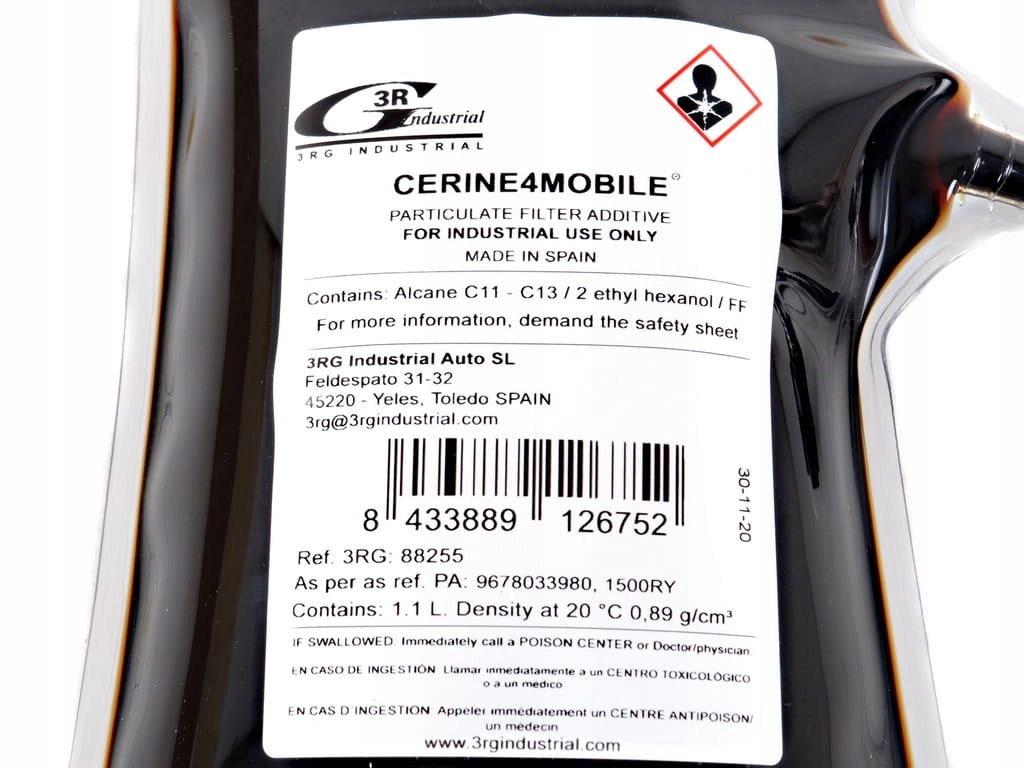 3R
Industrial
3RG INDUSTRIAL
CERINE4MOBILE
PARTICULATE FILTER ADDITIVE
FOR INDUSTRIAL USE ONLY
MADE IN SPAIN
Contains: Alcane C11 - C13 / 2 ethyl hexanol / FF
For more information, demand the safety sheet
3RG Industrial Auto SL
Feldespato 31-32
45220 - Yeles, Toledo SPAIN
3rg@3rgindustrial.com
8 433889 126752
30-11-20
Ref. 3RG: 88255
As per as ref. PA: 9678033980, 1500RY
Contains: 1.1 L. Density at 20 °C 0,89 g/cm³
IF SWALLOWED: Immediately call a POISON CENTER or Doctor/physician.
EN CASO DE INGESTIÓN Llamar inmediatamente a un CENTRO TOXICOLÓGICO
o a un médico
EN CAS D'INGESTION Appeler immédiatement un CENTRE ANTIPOISON/
un médecin
www.3rgindustrial.com